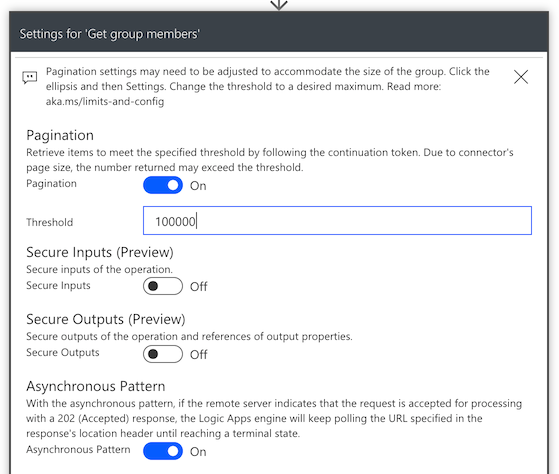 Settings for 'Get group members'
Pagination settings may need to be adjusted to accommodate the size of the group. Click the
ellipsis and then Settings. Change the threshold to a desired maximum. Read more:
aka.ms/limits-and-config
Pagination
Retrieve items to meet the specified threshold by following the continuation token. Due to connector's
page size, the number returned may exceed the threshold.
Pagination On
Threshold 100000
Secure Inputs (Preview)
Secure inputs of the operation.
Secure Inputs Off
Secure Outputs (Preview)
Secure outputs of the operation and references of output properties.
Secure Outputs Off
Asynchronous Pattern
With the asynchronous pattern, if the remote server indicates that the request is accepted for processing
with a 202 (Accepted) response, the Logic Apps engine will keep polling the URL specified in the
response's location header until reaching a terminal state.
Asynchronous Pattern On